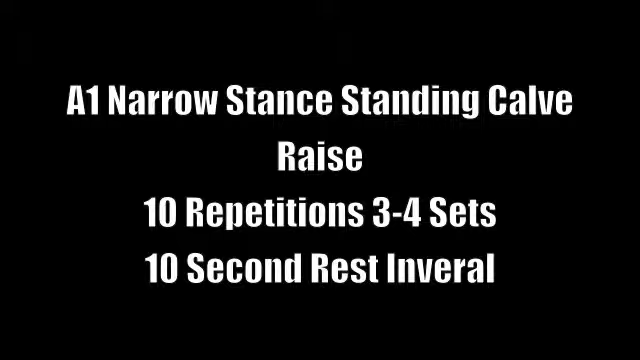 A1 Narrow Stance Standing Calve
Raise
10 Repetitions 3-4 Sets
10 Second Rest Inveral